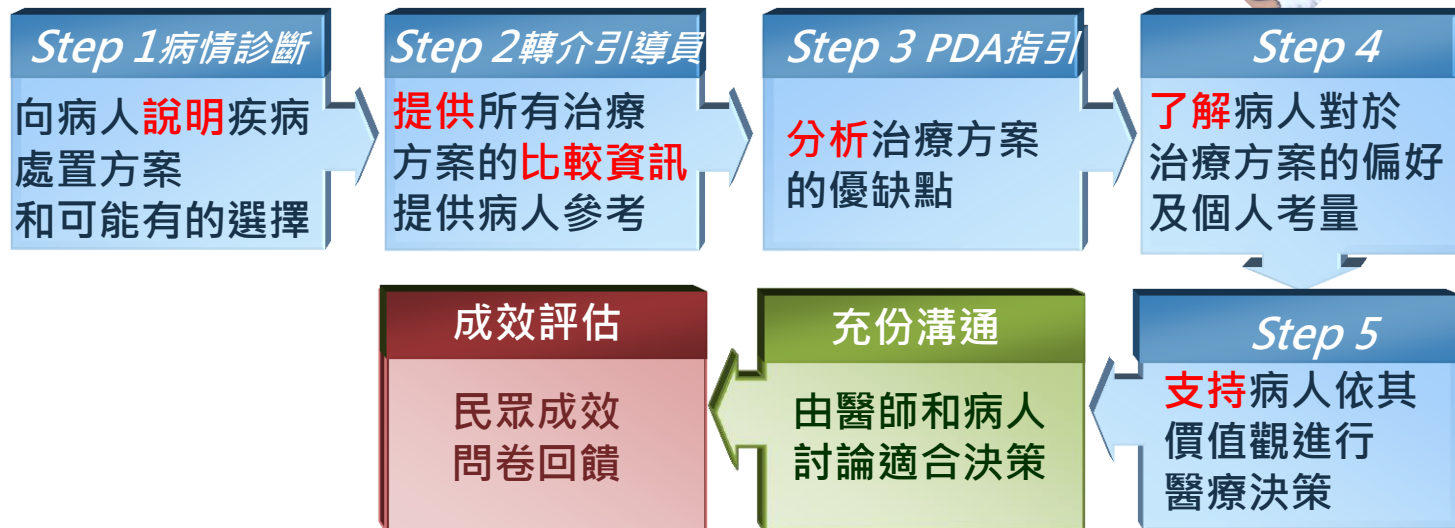 Step 1病情診斷
向病人說明疾病
處置方案
和可能有的選擇
Step 2轉介引導員
提供所有治療
方案的比較資訊
提供病人參考
Step 3 PDA指引
分析治療方案
的優缺點
Step 4
了解病人對於
治療方案的偏好
及個人考量
Step 5
支持病人依其
價值觀進行
醫療決策
充份溝通
由醫師和病人
討論適合決策
成效評估
民眾成效
問卷回饋